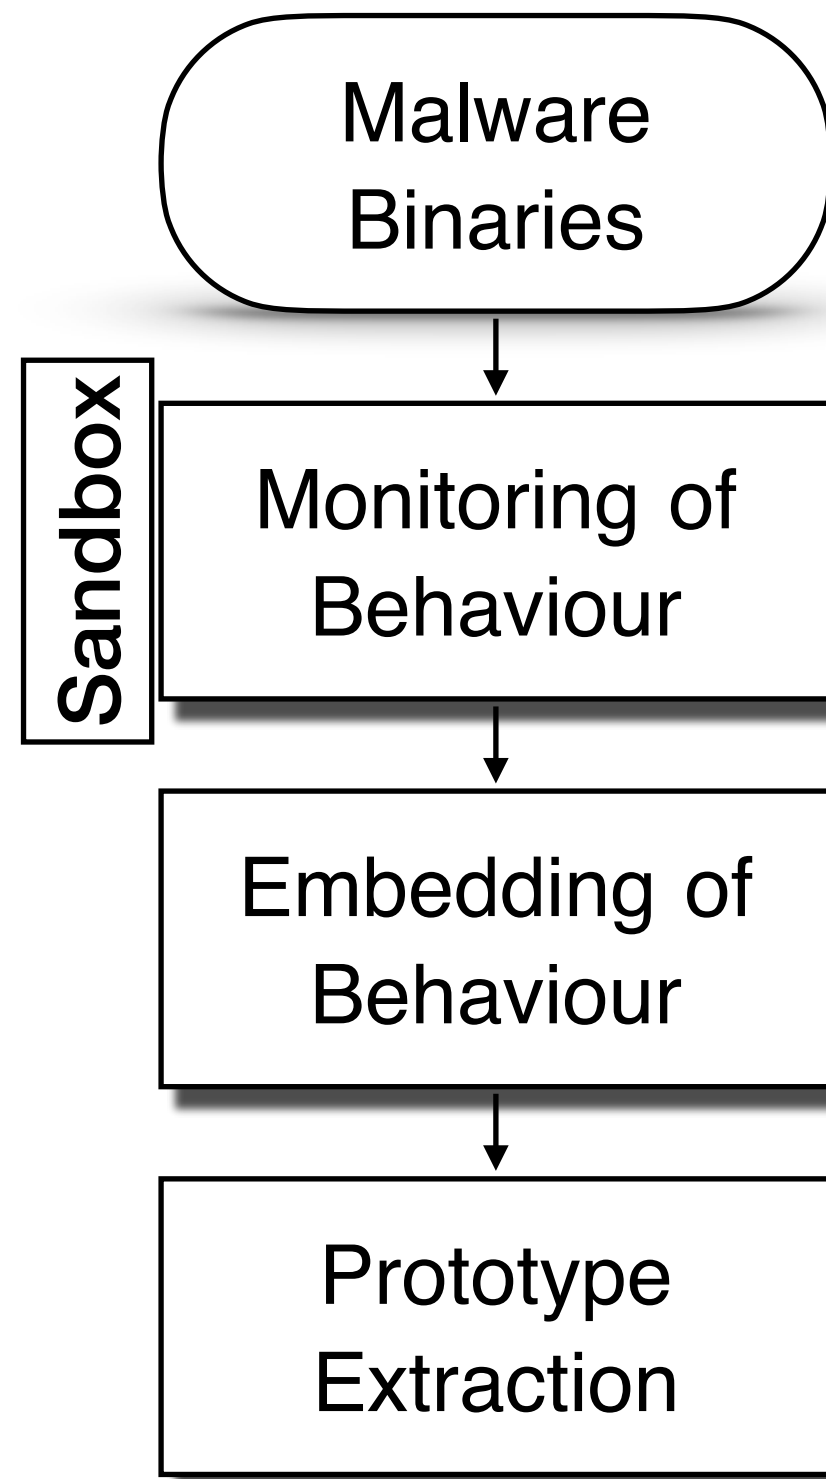 Malware
Binaries
Sandbox
Monitoring of
Behaviour
Embedding of
Behaviour
Prototype
Extraction